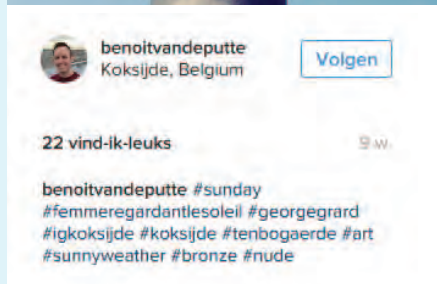 benoitvandeputte
Koksijde, Belgium
Volgen
22 vind-ik-leuks
9 w.
benoitvandeputte #sunday
#femmeregardantlesoleil #georgegrard
#igkoksijde #koksijde #tenbogaerde #art
#sunnyweather #bronze #nude